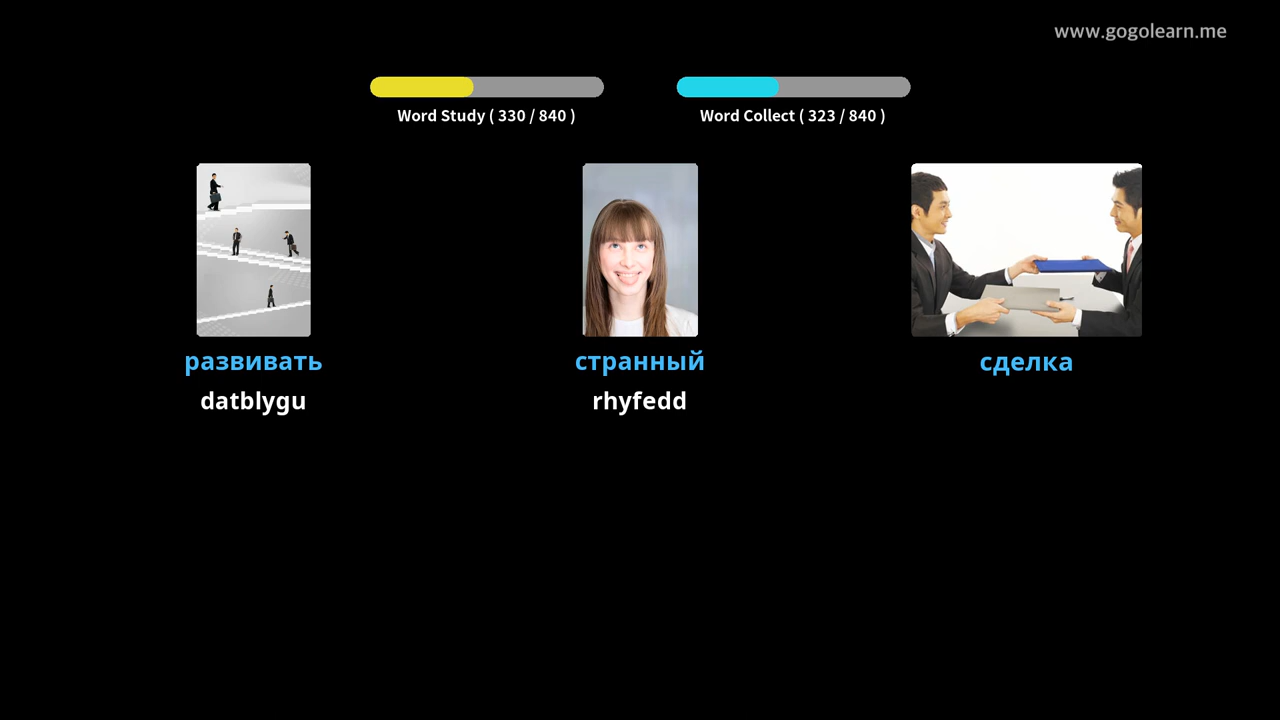 www.gogolearn.me
Word Study ( 330 / 840 )
Word Collect ( 323 / 840 )
развивать
datblygu
странный
rhyfedd
сделка